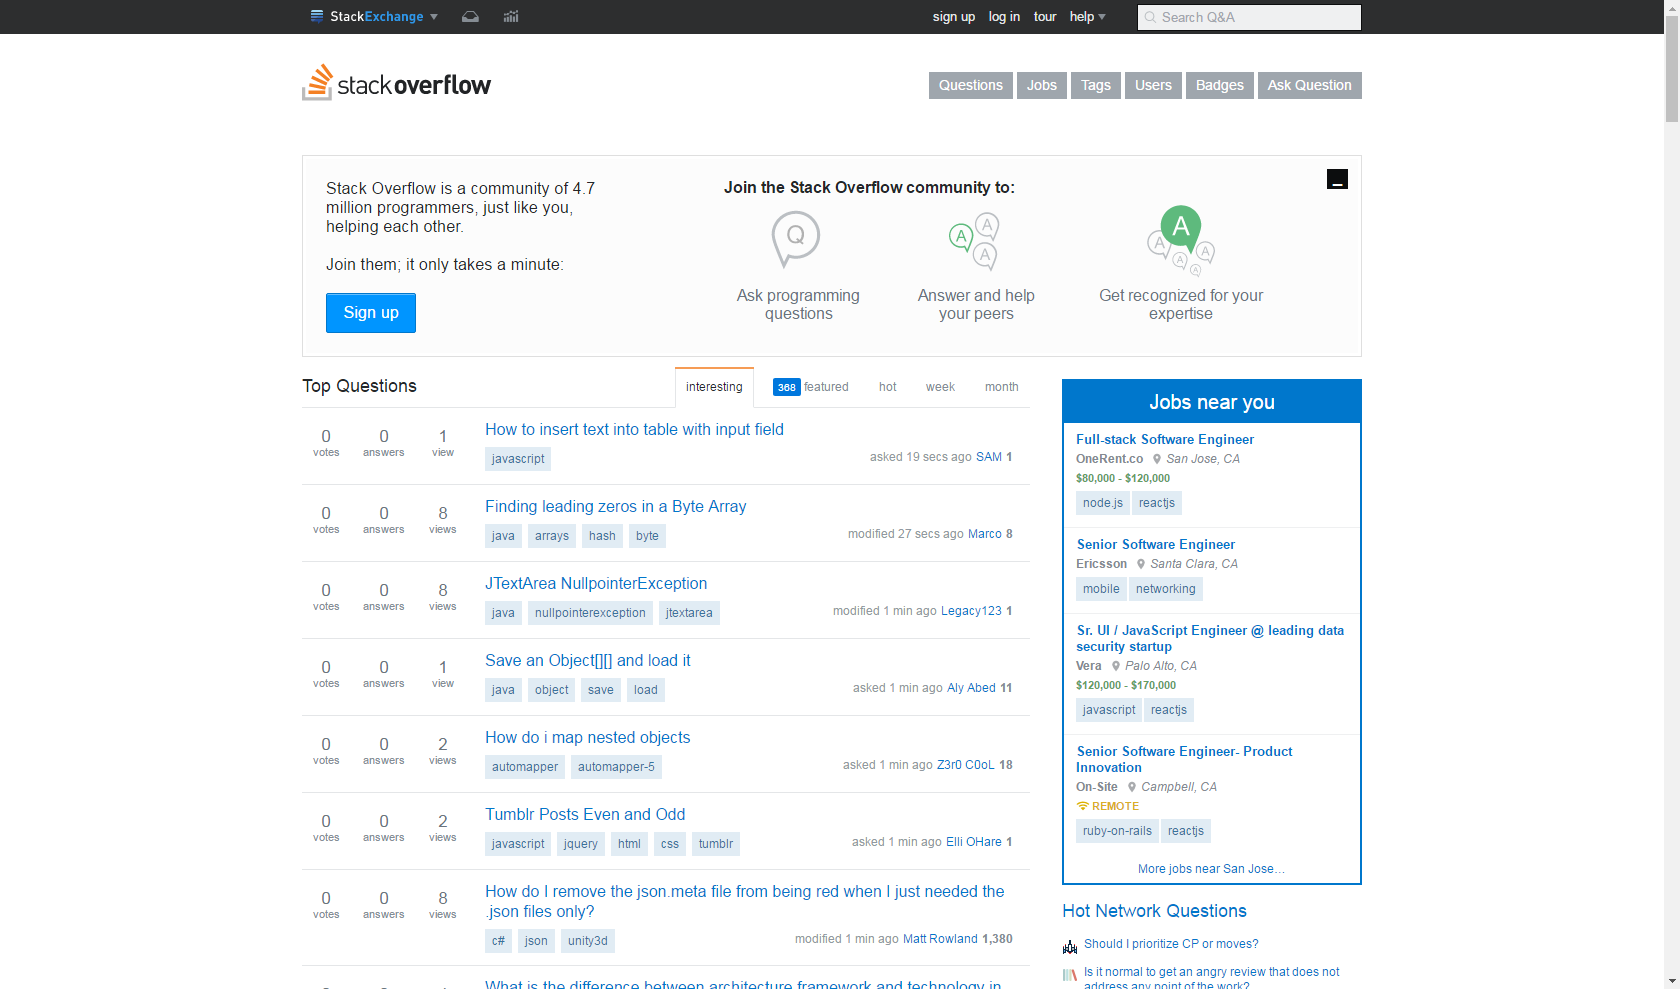 StackExchange
sign up log in tour help
Search Q&A
stackoverflow
Questions Jobs Tags Users Badges Ask Question
Stack Overflow is a community of 4.7
million programmers, just like you,
helping each other.
Join them; it only takes a minute:
Sign up
Join the Stack Overflow community to:
Q
A A A
A A A A A
Ask programming
questions
Answer and help
your peers
Get recognized for your
expertise
Top Questions
interesting 368 featured hot week month
0 votes 0 answers 1 view
How to insert text into table with input field
javascript
asked 19 secs ago SAM 1
0 votes 0 answers 8 views
Finding leading zeros in a Byte Array
java arrays hash byte
modified 27 secs ago Marco 8
0 votes 0 answers 8 views
JTextArea NullpointerException
java nullpointerexception jtextarea
modified 1 min ago Legacy123 1
0 votes 0 answers 1 view
Save an Object[][] and load it
java object save load
asked 1 min ago Aly Abed 11
0 votes 0 answers 2 views
How do i map nested objects
automapper automapper-5
asked 1 min ago Z3r0 C0oL 18
0 votes 0 answers 2 views
Tumblr Posts Even and Odd
javascript jquery html css tumblr
asked 1 min ago Elli OHare 1
0 votes 0 answers 8 views
How do I remove the json.meta file from being red when I just needed the
.json files only?
c# json unity3d
modified 1 min ago Matt Rowland 1,380
What is the difference between architecture framework and technology in
Jobs near you
Full-stack Software Engineer
OneRent.co San Jose, CA
$80,000 - $120,000
node.js reactjs
Senior Software Engineer
Ericsson Santa Clara, CA
mobile networking
Sr. UI / JavaScript Engineer @ leading data
security startup
Vera Palo Alto, CA
$120,000 - $170,000
javascript reactjs
Senior Software Engineer- Product
Innovation
On-Site Campbell, CA
REMOTE
ruby-on-rails reactjs
More jobs near San Jose...
Hot Network Questions
Should I prioritize CP or moves?
Is it normal to get an angry review that does not
address any point of the work?